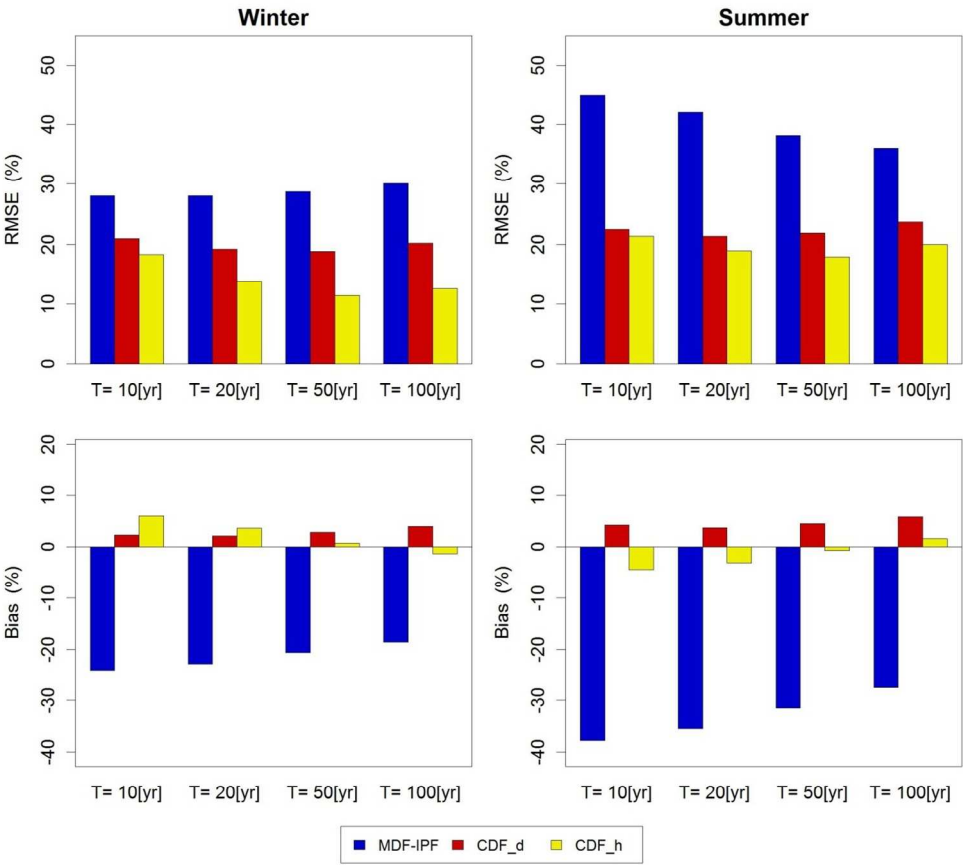 Winter
Summer
RMSE (%)
50
40
30
20
10
0
T= 10[yr] T= 20[yr] T= 50[yr] T= 100[yr]
RMSE (%)
50
40
30
20
10
0
T= 10[yr] T= 20[yr] T= 50[yr] T= 100[yr]
Bias (%)
20
10
0
-10
-20
-30
-40
T= 10[yr] T= 20[yr] T= 50[yr] T= 100[yr]
Bias (%)
20
10
0
-10
-20
-30
-40
T= 10[yr] T= 20[yr] T= 50[yr] T= 100[yr]
MDF-IPF CDF_d CDF_h